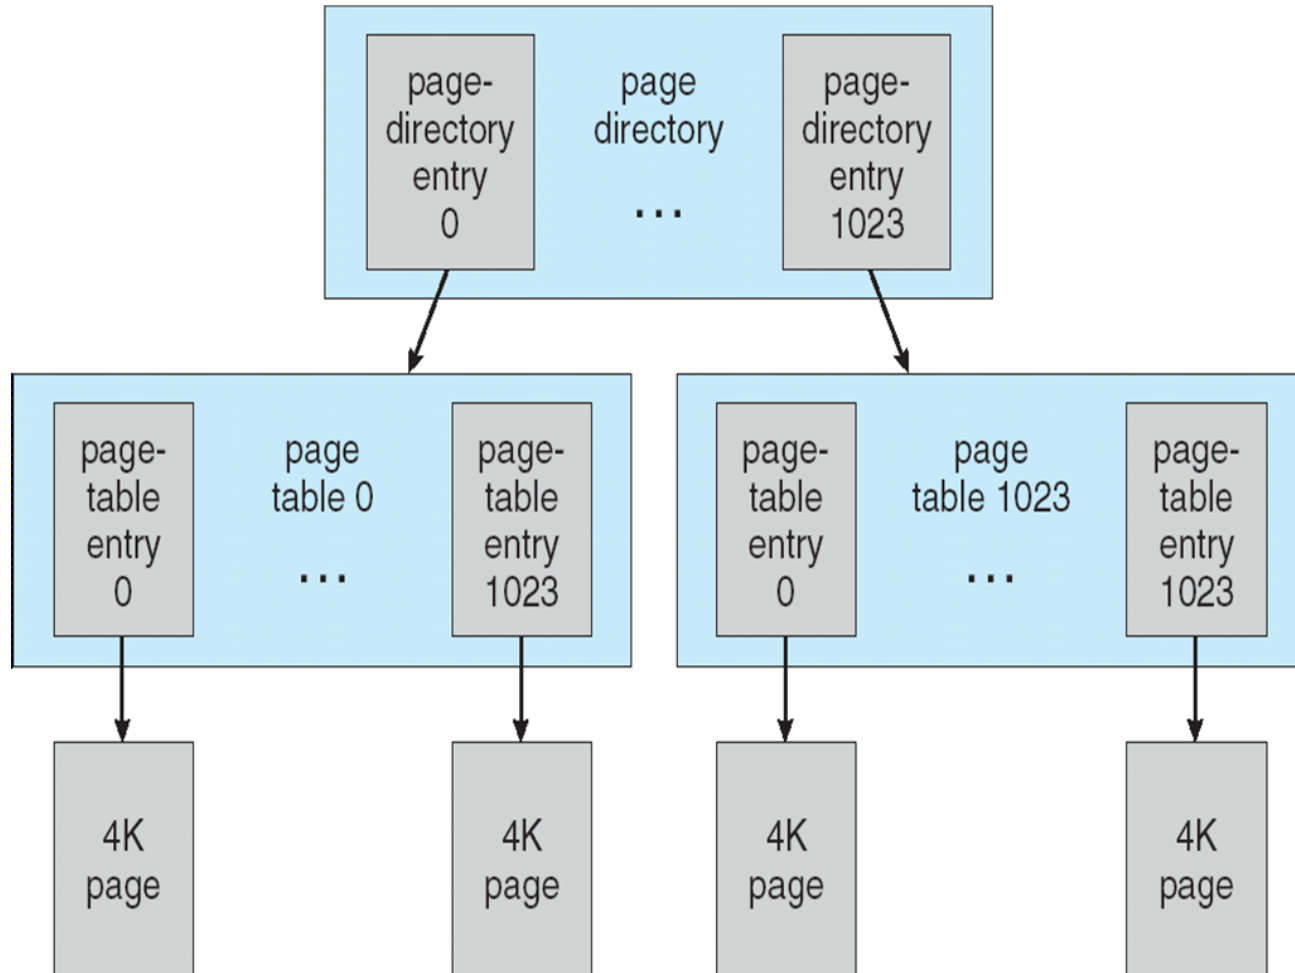 page-
directory
entry
0
page
directory
...
page-
directory
entry
1023
page-
table
entry
0
page
table 0
...
page-
table
entry
1023
page-
table
entry
0
page
table 1023
...
page-
table
entry
1023
4K
page
4K
page
4K
page
4K
page